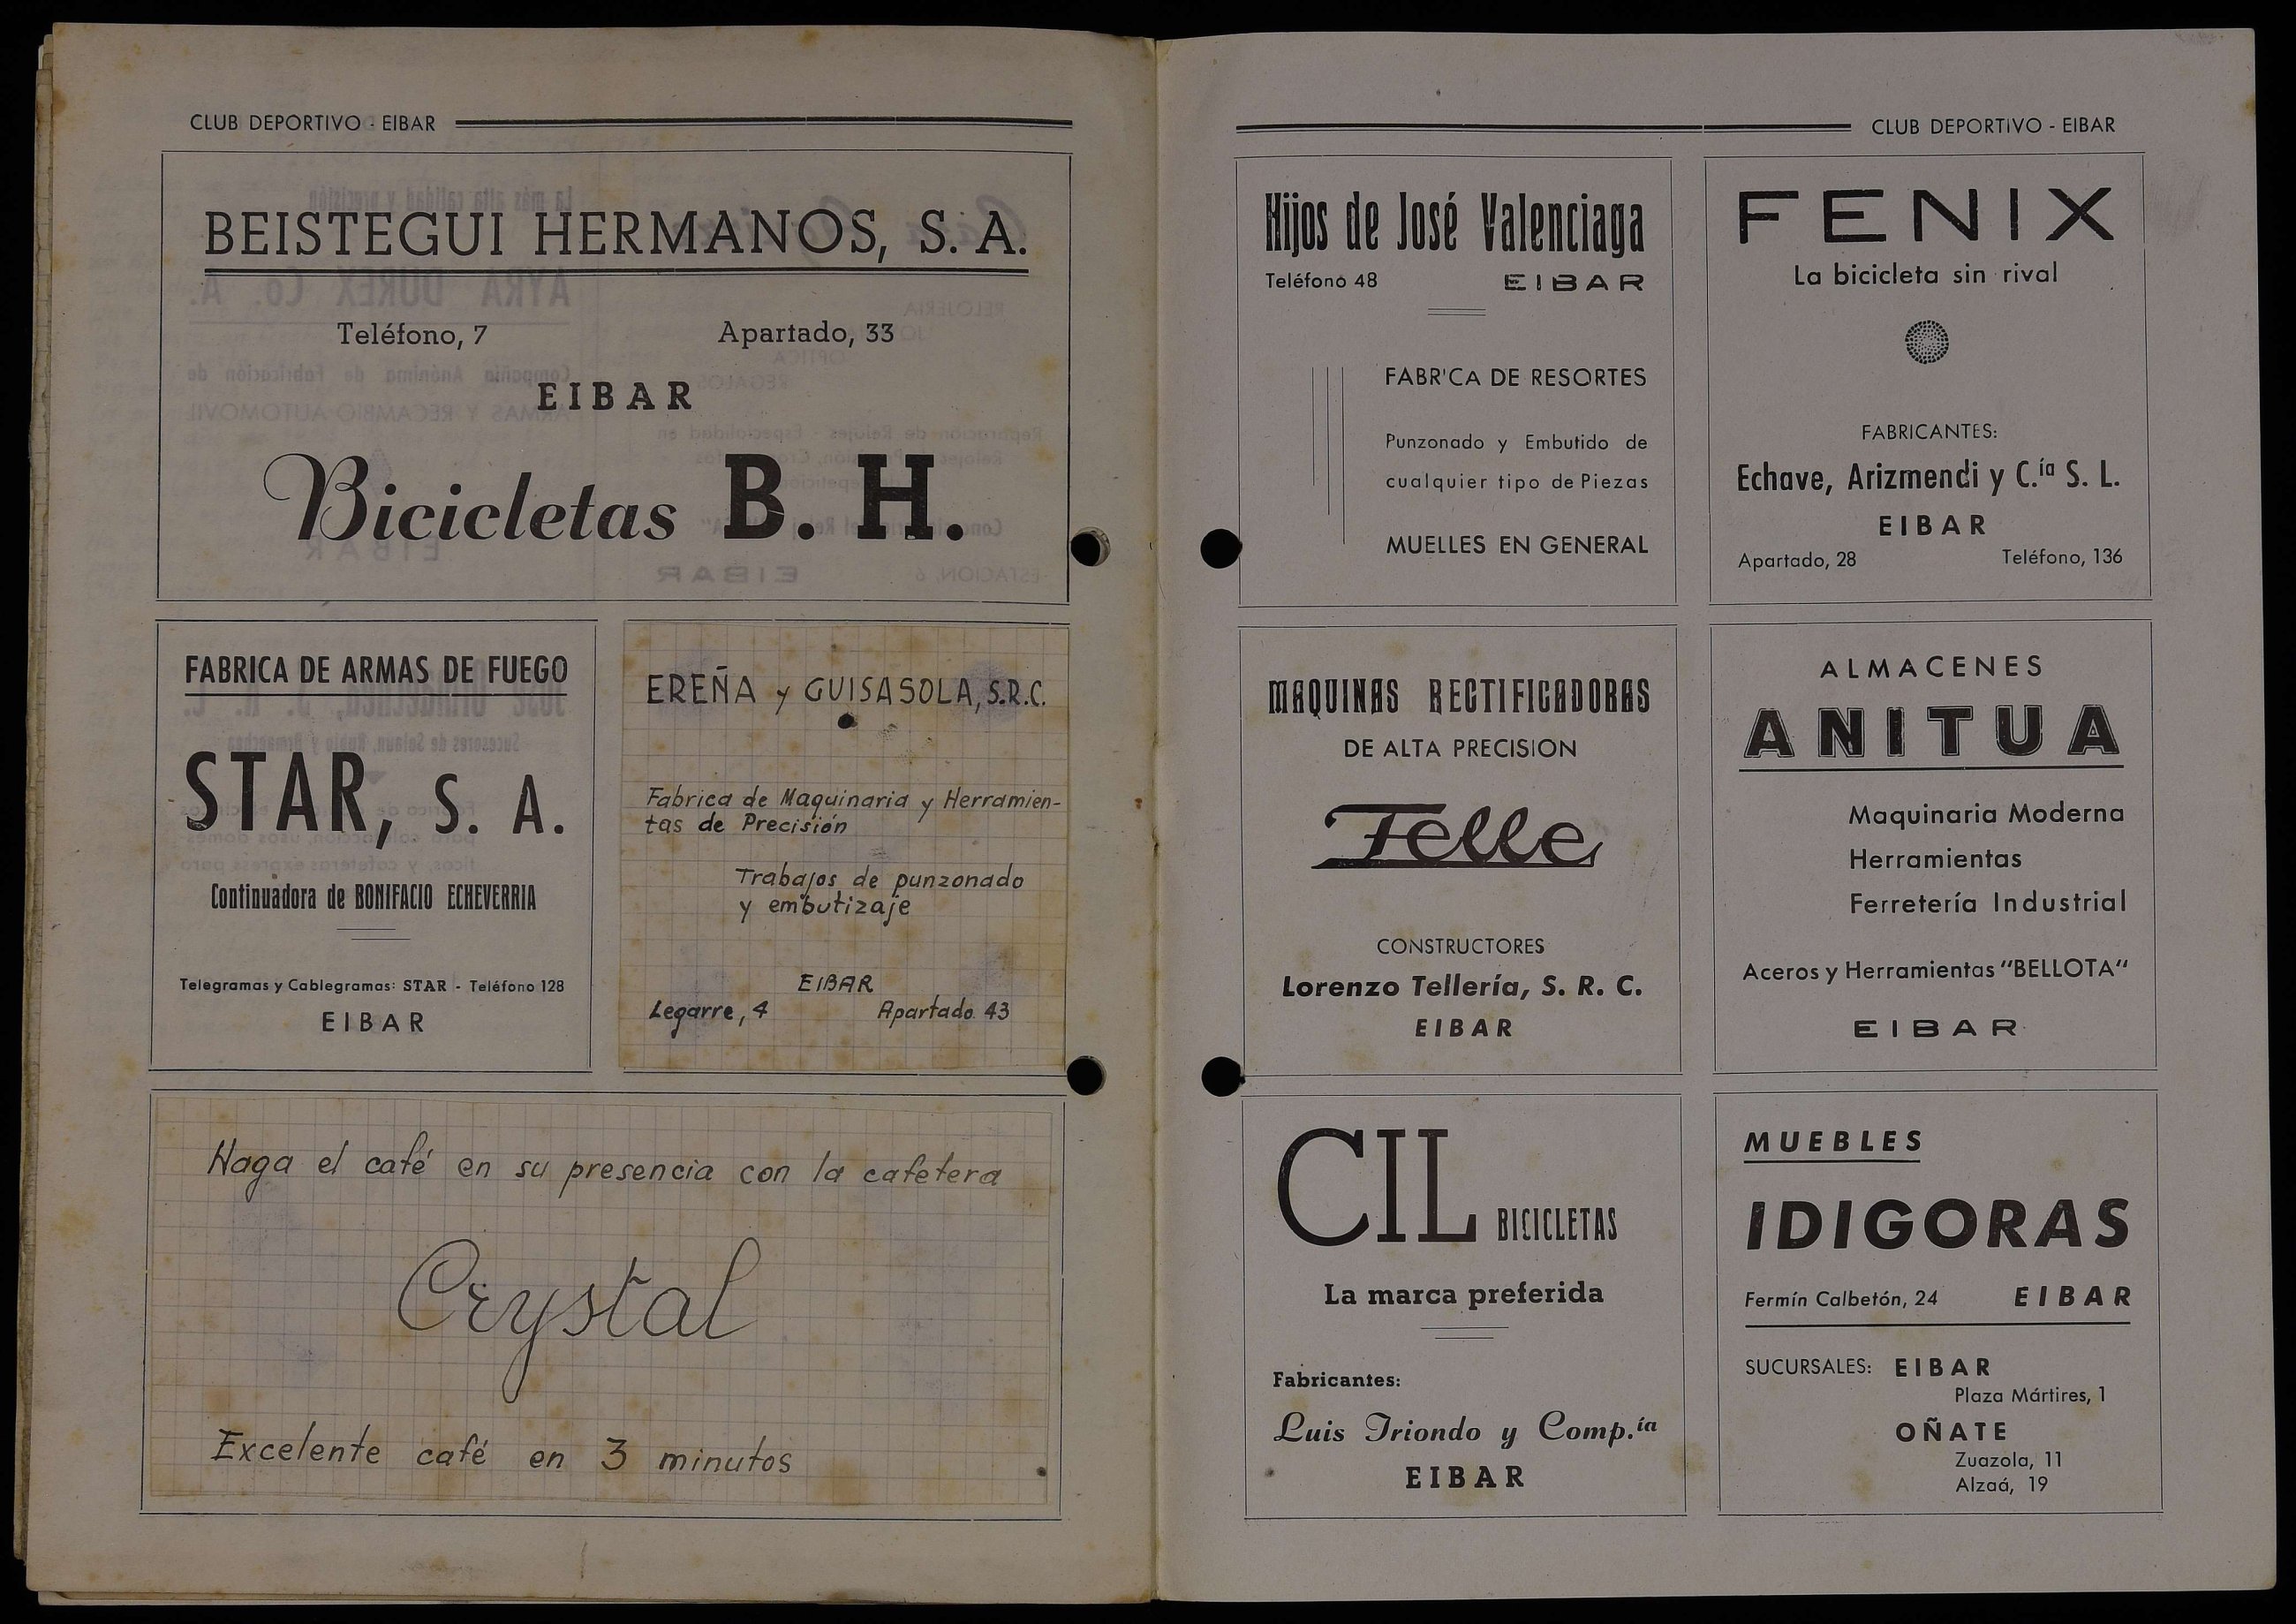 CLUB DEPORTIVO - EIBAR
BEISTEGUI HERMANOS, S. A.
Teléfono, 7 Apartado, 33
EIBAR
Bicicletas B. H.
FABRICA DE ARMAS DE FUEGO
STAR, S. A.
Continuadora de BONIFACIO ECHEVERRIA
Telegramas y Cablegramas: STAR - Teléfono 128
EIBAR
EREÑA y GUISASOLA, S.R.C.
Fabrica de Maquinaria y Herramien-
tas de Precisión
Trabajos de punzonado
y embutizaje
EIBAR
Legarre, 4 Apartado 43
Haga el café en su presencia con la cafetera
Crystal
Excelente café en 3 minutos
CLUB DEPORTIVO - EIBAR
Hijos de José Valenciaga
Teléfono 48 EIBAR
FABR'CA DE RESORTES
Punzonado y Embutido de
cualquier tipo de Piezas
MUELLES EN GENERAL
FENIX
La bicicleta sin rival
FABRICANTES:
Echave, Arizmendi y C.ía S. L.
EIBAR
Apartado, 28 Teléfono, 136
MAQUINAS RECTIFICADORAS
DE ALTA PRECISION
Telle
CONSTRUCTORES
Lorenzo Tellería, S. R. C.
EIBAR
ALMACENES
ANITUA
Maquinaria Moderna
Herramientas
Ferretería Industrial
Aceros y Herramientas "BELLOTA"
EIBAR
CIL BICICLETAS
La marca preferida
Fabricantes:
Luis Iriondo y Comp.ía
EIBAR
MUEBLES
IDIGORAS
Fermín Calbetón, 24 EIBAR
SUCURSALES: EIBAR
Plaza Mártires, 1
OÑATE
Zuazola, 11
Alzaá, 19